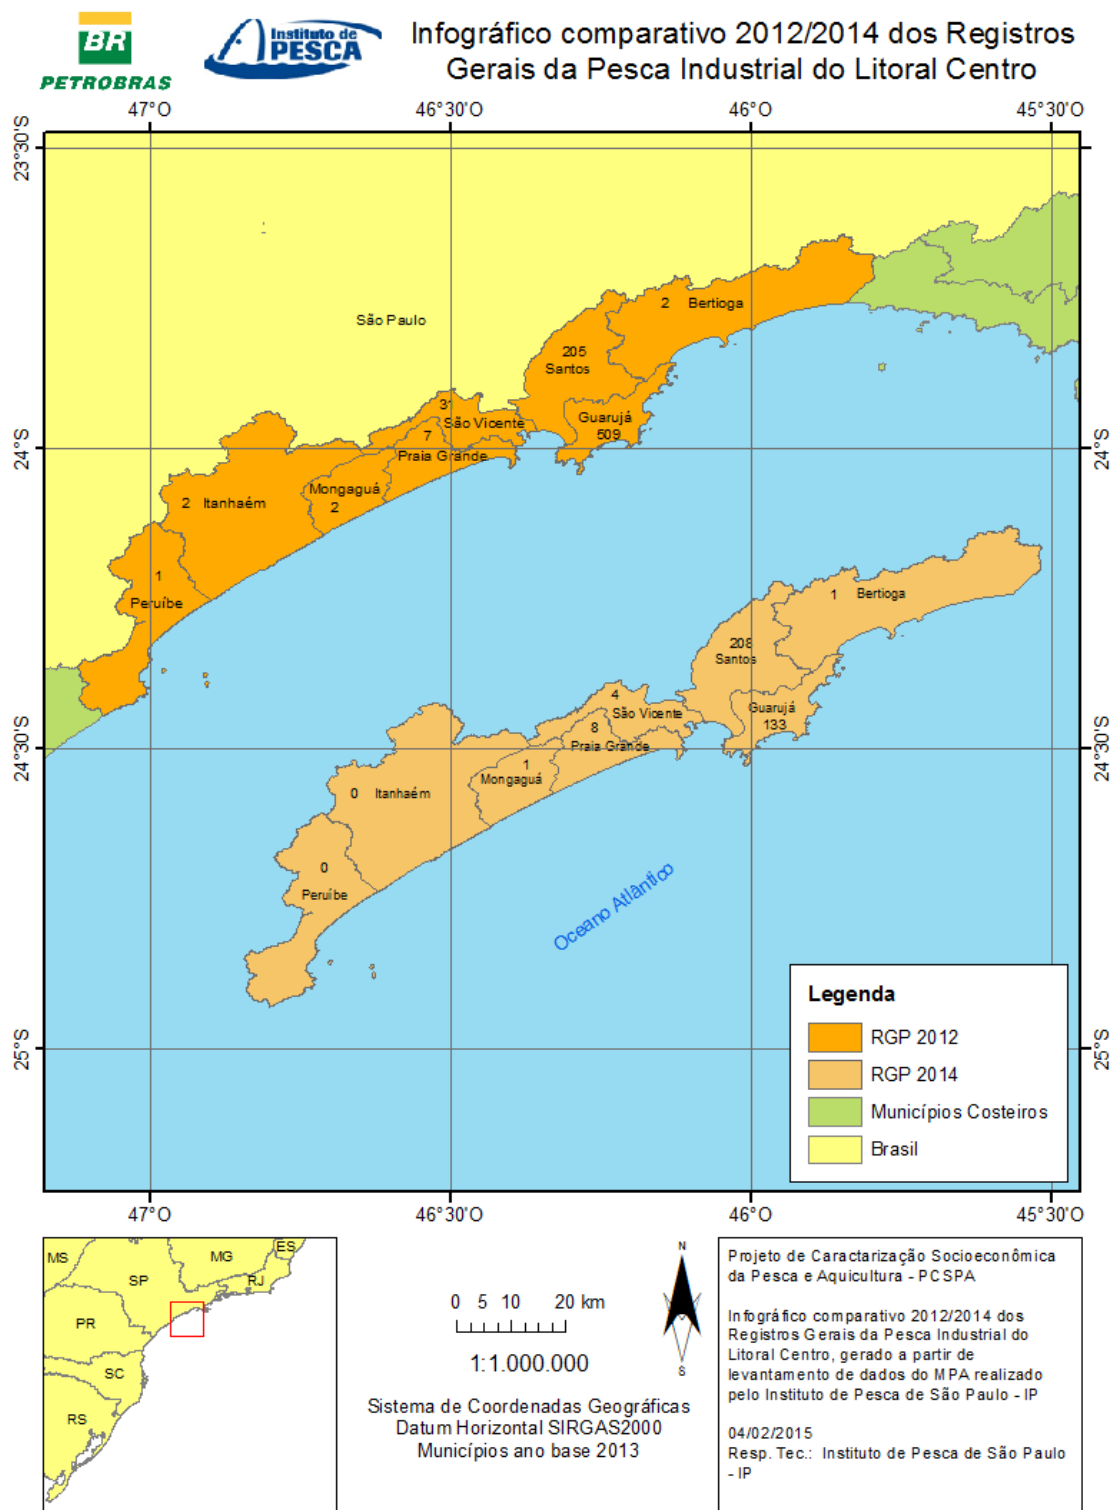 BR
PETROBRAS
Instituto de
PESCA
Infográfico comparativo 2012/2014 dos Registros
Gerais da Pesca Industrial do Litoral Centro
47°O
46°30'O
46°O
45°30'O
23°30'S
24°S
24°S
24°30'S
24°30'S
25°S
25°S
São Paulo
2 Bertioga
205
Santos
Guarujá
509
31
São Vicente
7
Praia Grande
Mongaguá
2
2 Itanhaém
1
Peruíbe
1 Bertioga
208
Santos
Guarujá
133
4
São Vicente
8
Praia Grande
1
Mongaguá
0 Itanhaém
0
Peruíbe
Oceano Atlântico
Legenda
RGP 2012
RGP 2014
Municípios Costeiros
Brasil
47°O
46°30'O
46°O
45°30'O
MS
MG
ES
SP
RJ
PR
SC
RS
0 5 10 20 km
1:1.000.000
Sistema de Coordenadas Geográficas
Datum Horizontal SIRGAS2000
Municípios ano base 2013
N
S
Projeto de Caractarização Socioeconômica
da Pesca e Aquicultura - PCSPA
Infográfico comparativo 2012/2014 dos
Registros Gerais da Pesca Industrial do
Litoral Centro, gerado a partir de
levantamento de dados do MPA realizado
pelo Instituto de Pesca de São Paulo - IP
04/02/2015
Resp. Tec.: Instituto de Pesca de São Paulo
- IP